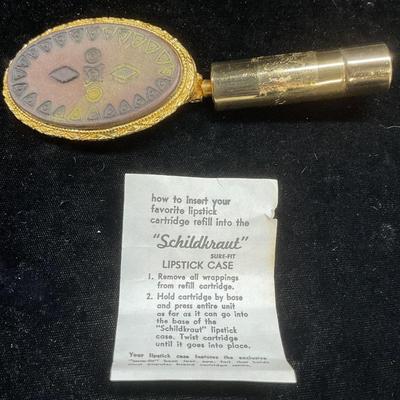 how to insert your
favorite lipstick
cartridge refill into the
"Schildkraut"
SURE-FIT
LIPSTICK CASE
1. Remove all wrappings
from refill cartridge.
2. Hold cartridge by base
and press entire unit
as far as it can go into
the base of the
"Schildkraut" lipstick
case. Twist cartridge
until it goes into place.
Your lipstick case features the exclusive